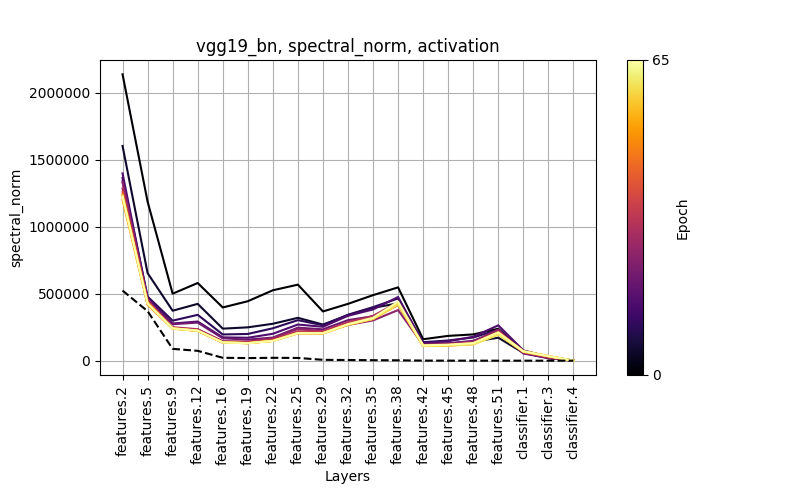 vgg19_bn, spectral_norm, activation
2000000
1500000
1000000
500000
0
spectral_norm
features.2
features.5
features.9
features.12
features.16
features.19
features.22
features.25
features.29
features.32
features.35
features.38
features.42
features.45
features.48
features.51
classifier.1
classifier.3
classifier.4
Layers
65
0
Epoch